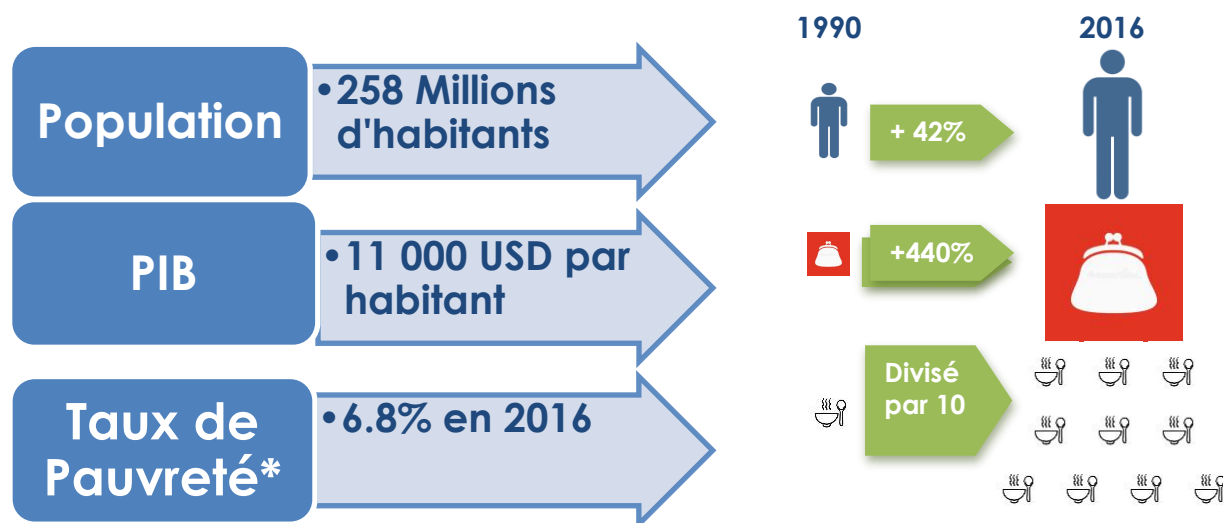 1990 2016
Population
•258 Millions
d'habitants
+ 42%
PIB
•11 000 USD par
habitant
+440%
Taux de
Pauvreté*
•6.8% en 2016
Divisé
par 10